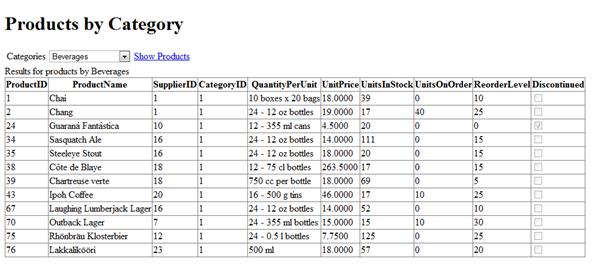 Products by Category
Categories Beverages Show Products
Results for products by Beverages
ProductID ProductName SupplierID CategoryID QuantityPerUnit UnitPrice UnitsInStock UnitsOnOrder ReorderLevel Discontinued
1 Chai 1 1 10 boxes x 20 bags 18.0000 39 0 10
2 Chang 1 1 24 - 12 oz bottles 19.0000 17 40 25
24 Guaraná Fantástica 10 1 12 - 355 ml cans 4.5000 20 0 0
34 Sasquatch Ale 16 1 24 - 12 oz bottles 14.0000 111 0 15
35 Steeleye Stout 16 1 24 - 12 oz bottles 18.0000 20 0 15
38 Côte de Blaye 18 1 12 - 75 cl bottles 263.5000 17 0 15
39 Chartreuse verte 18 1 750 cc per bottle 18.0000 69 0 5
43 Ipoh Coffee 20 1 16 - 500 g tins 46.0000 17 10 25
67 Laughing Lumberjack Lager 16 1 24 - 12 oz bottles 14.0000 52 0 10
70 Outback Lager 7 1 24 - 355 ml bottles 15.0000 15 10 30
75 Rhönbräu Klosterbier 12 1 24 - 0.5 l bottles 7.7500 125 0 25
76 Lakkalikööri 23 1 500 ml 18.0000 57 0 20